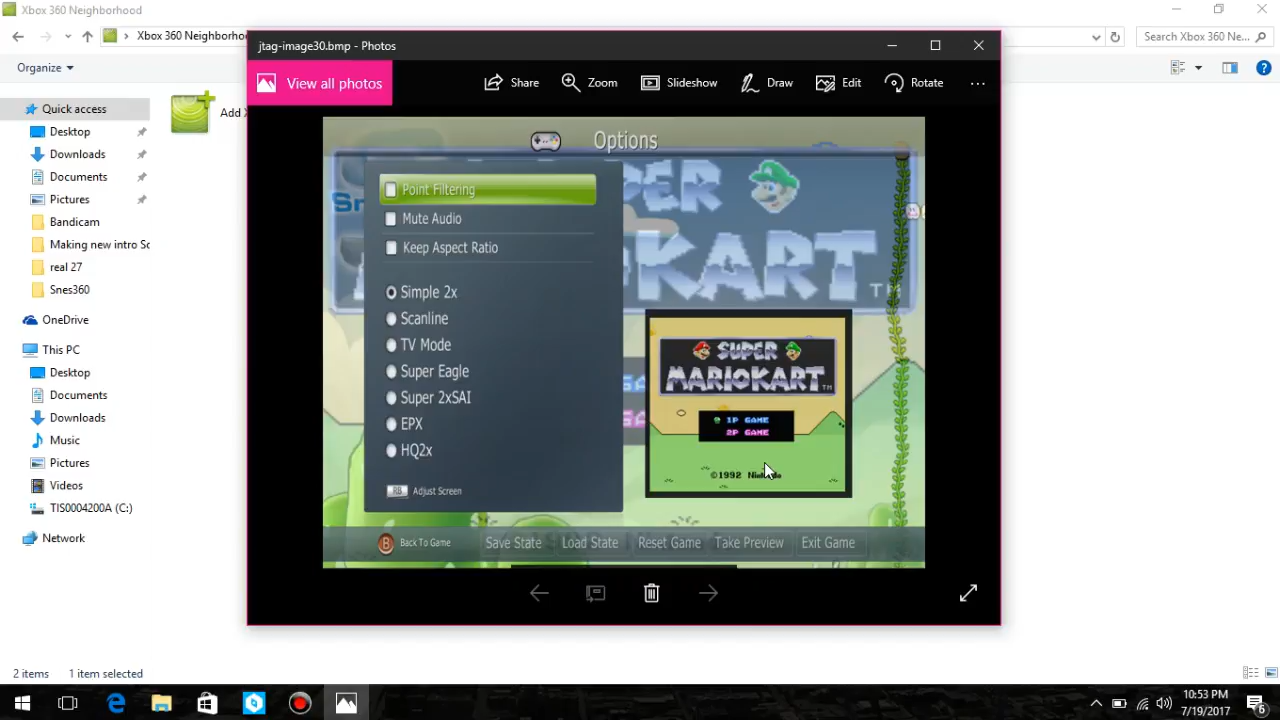 Xbox 360 Neighborhood
Xbox 360 Neighborhoo
Search Xbox 360 Ne...
Organize
jtag-image30.bmp - Photos
View all photos
Share
Zoom
Slideshow
Draw
Edit
Rotate
Quick access
Desktop
Downloads
Documents
Pictures
Bandicam
Making new intro Sc
real 27
Snes360
OneDrive
This PC
Desktop
Documents
Downloads
Music
Pictures
Videos
TIS0004200A (C:)
Network
Add X
Options
Point Filtering
Mute Audio
Keep Aspect Ratio
Simple 2x
Scanline
TV Mode
Super Eagle
Super 2xSAI
EPX
HQ2x
Adjust Screen
SUPER
MARIOKART TM
1P GAME
2P GAME
©1992 Nintendo
B Back To Game
Save State
Load State
Reset Game
Take Preview
Exit Game
2 items
1 item selected
10:53 PM
7/19/2017
6